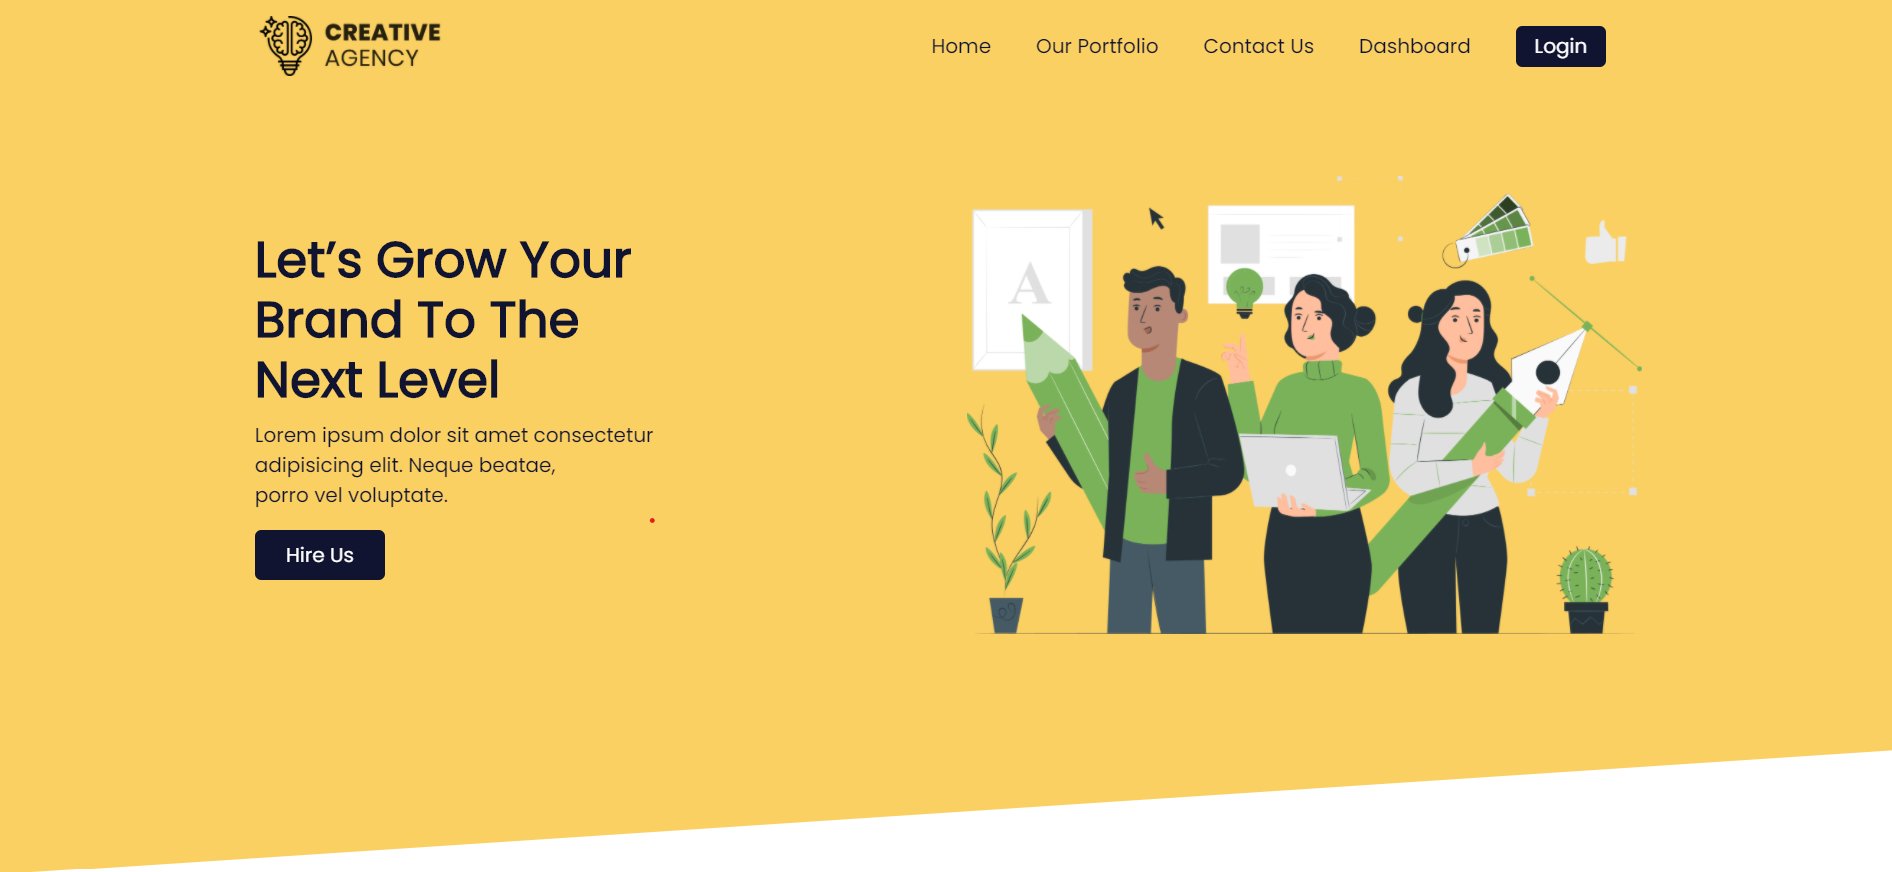 CREATIVE
AGENCY
Home
Our Portfolio
Contact Us
Dashboard
Login
Let’s Grow Your
Brand To The
Next Level
Lorem ipsum dolor sit amet consectetur
adipisicing elit. Neque beatae,
porro vel voluptate.
Hire Us
A